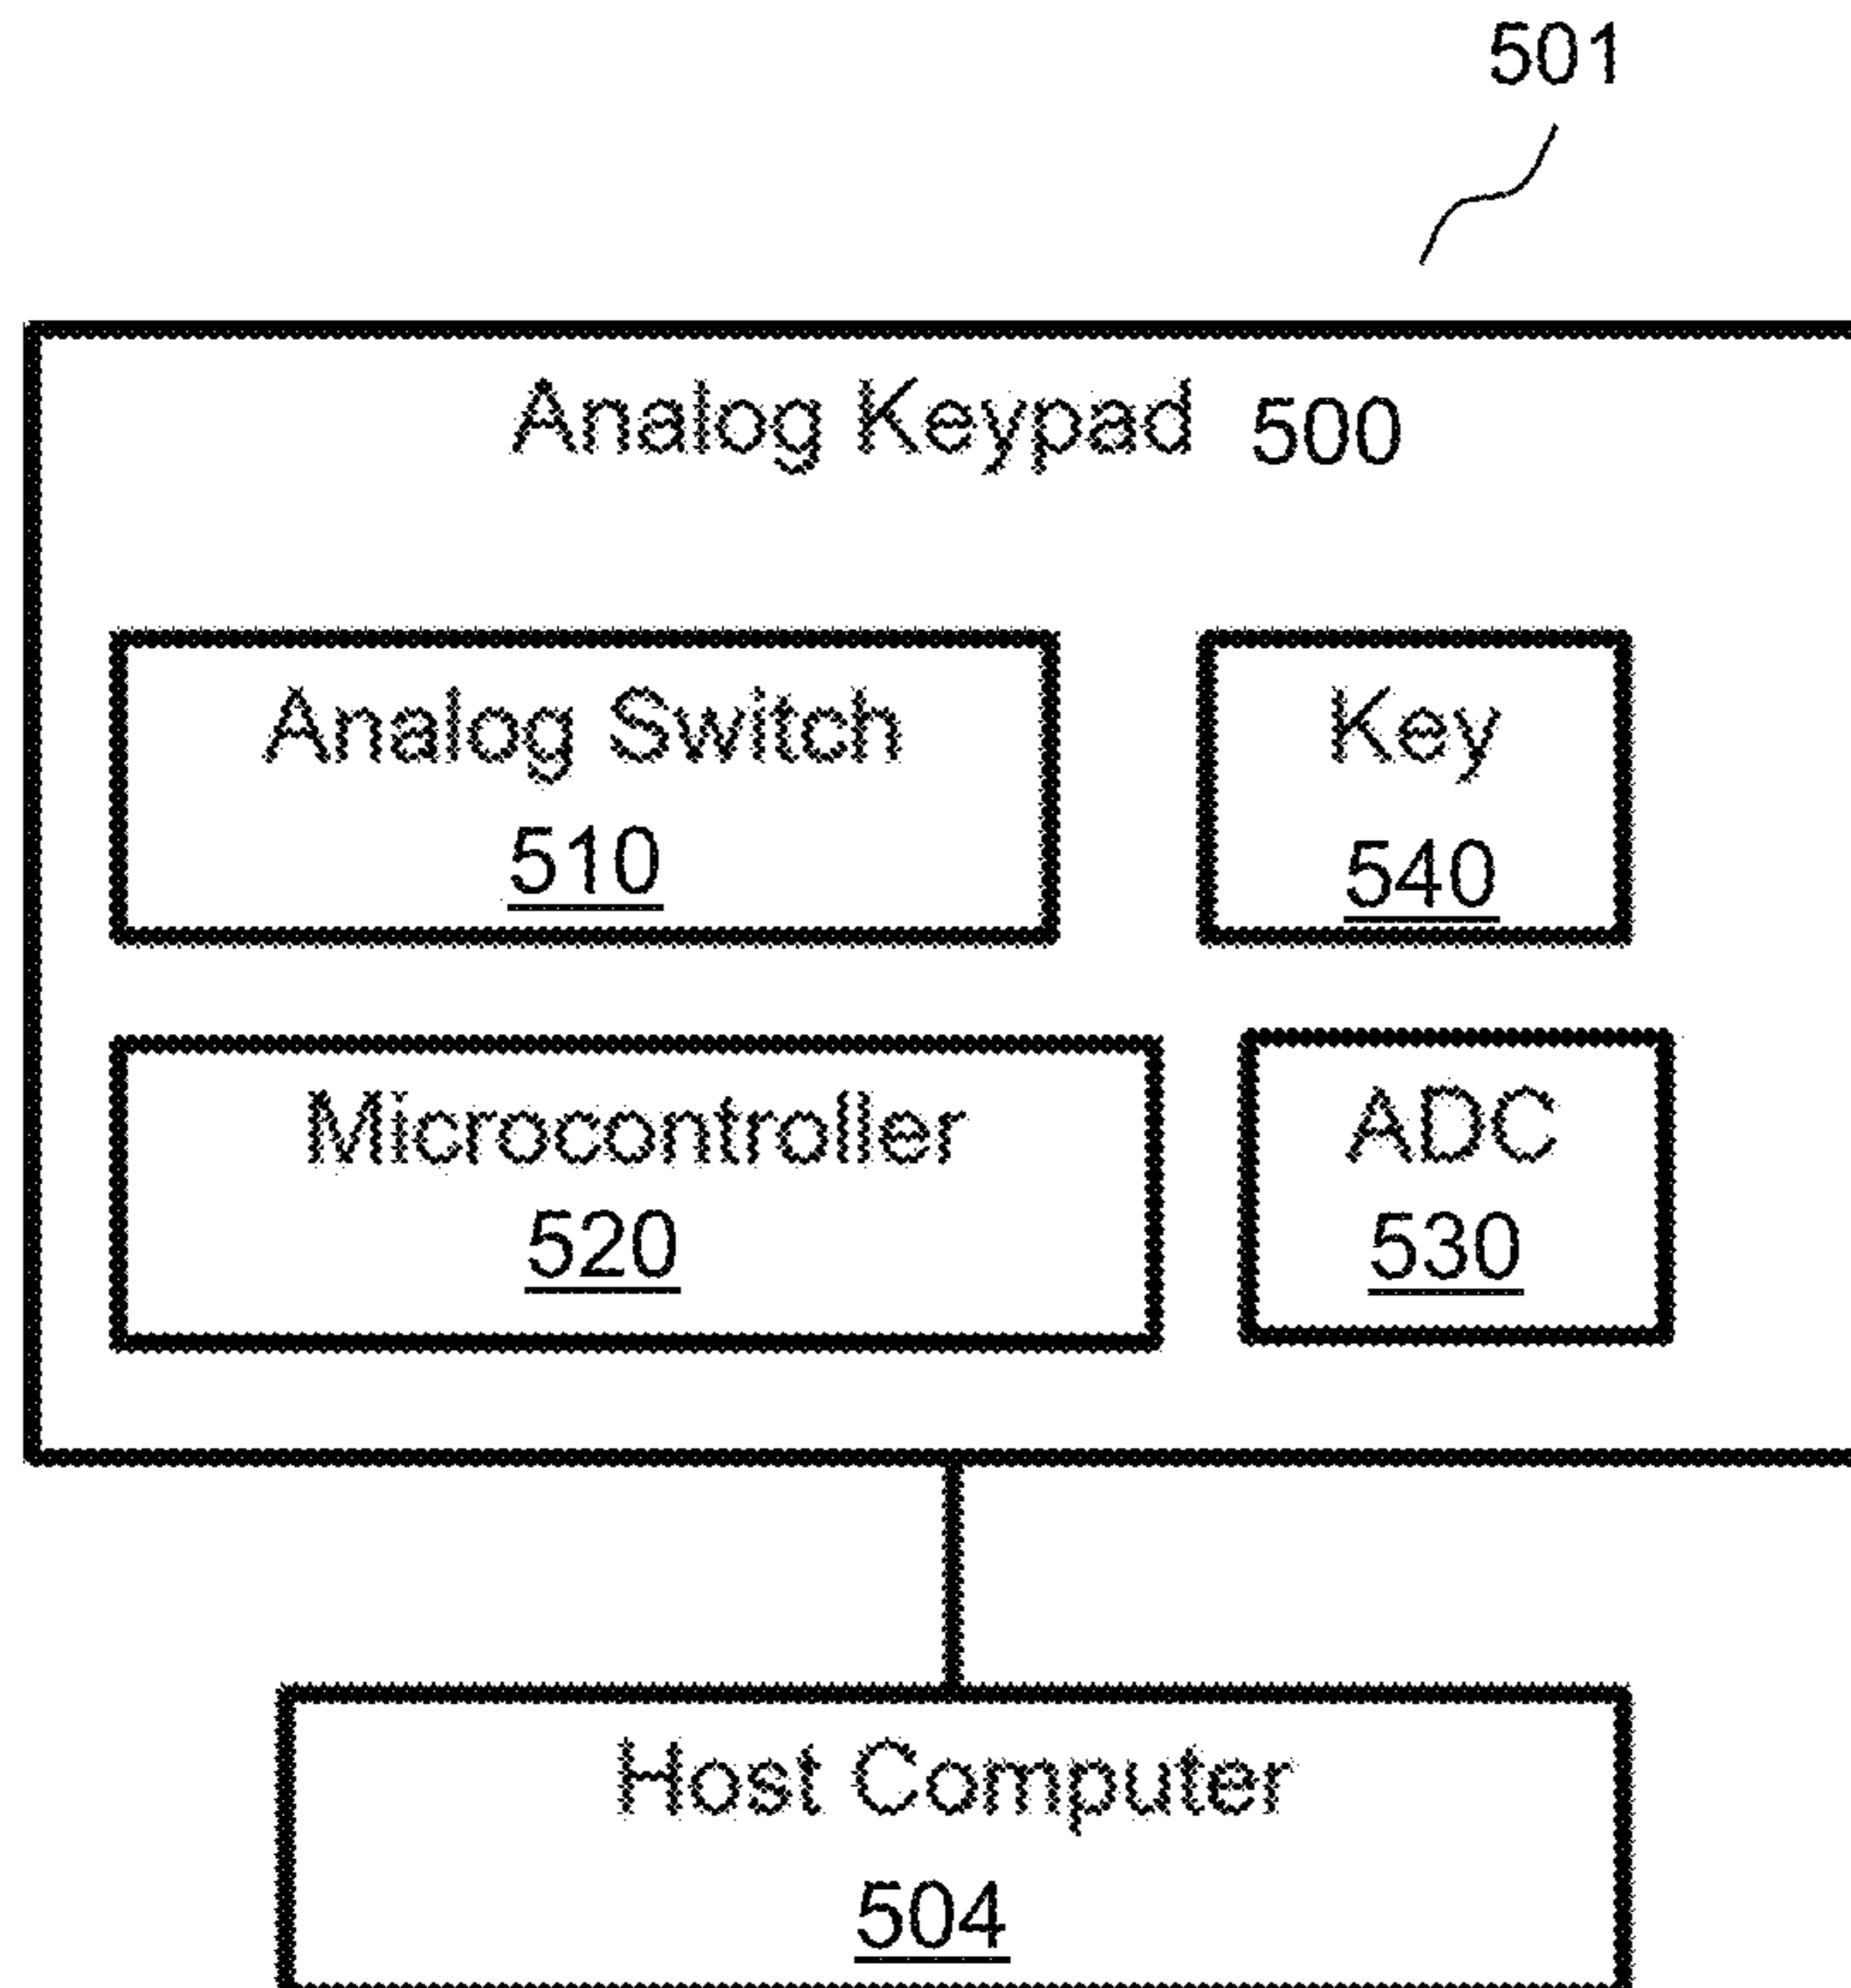 501
Analog Keypad 500
Analog Switch
510
Key
540
Microcontroller
520
ADC
530
Host Computer
504